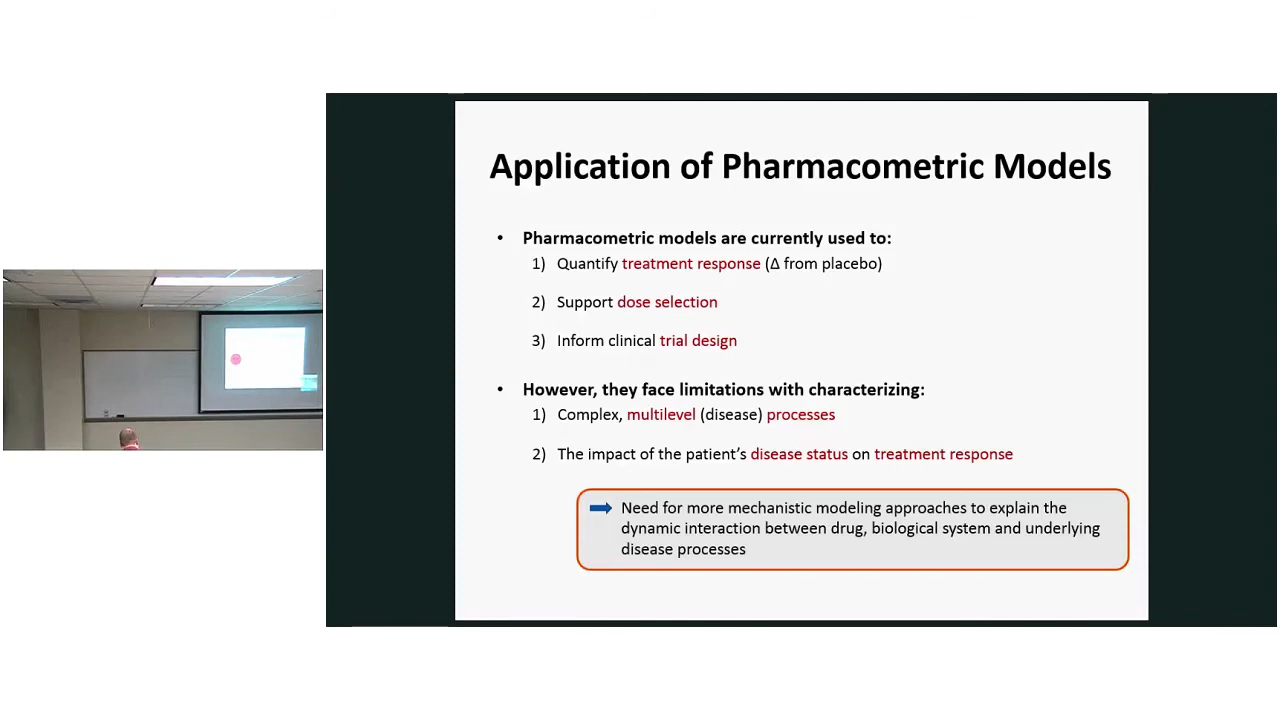 Application of Pharmacometric Models
• Pharmacometric models are currently used to:
1) Quantify treatment response (Δ from placebo)
2) Support dose selection
3) Inform clinical trial design
• However, they face limitations with characterizing:
1) Complex, multilevel (disease) processes
2) The impact of the patient's disease status on treatment response
Need for more mechanistic modeling approaches to explain the
dynamic interaction between drug, biological system and underlying
disease processes